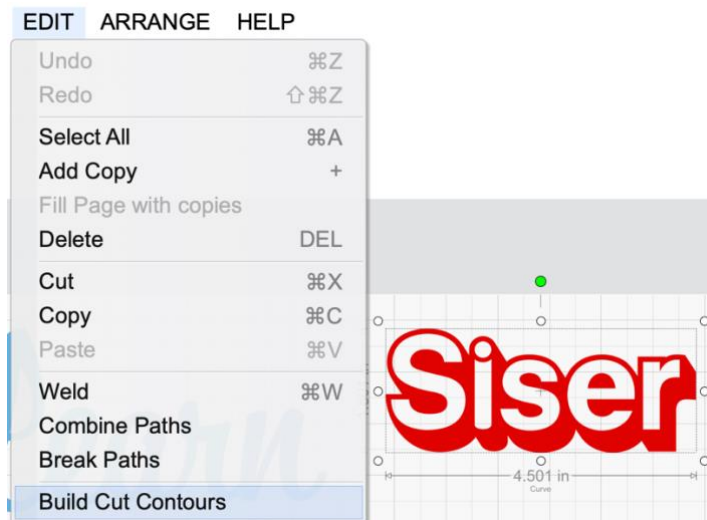 EDIT ARRANGE HELP
Undo ⌘Z
Redo ⇧⌘Z
Select All ⌘A
Add Copy +
Fill Page with copies
Delete DEL
Cut ⌘X
Copy ⌘C
Paste ⌘V
Weld ⌘W
Combine Paths
Break Paths
Build Cut Contours
Siser
4.501 in
Curve
Learn